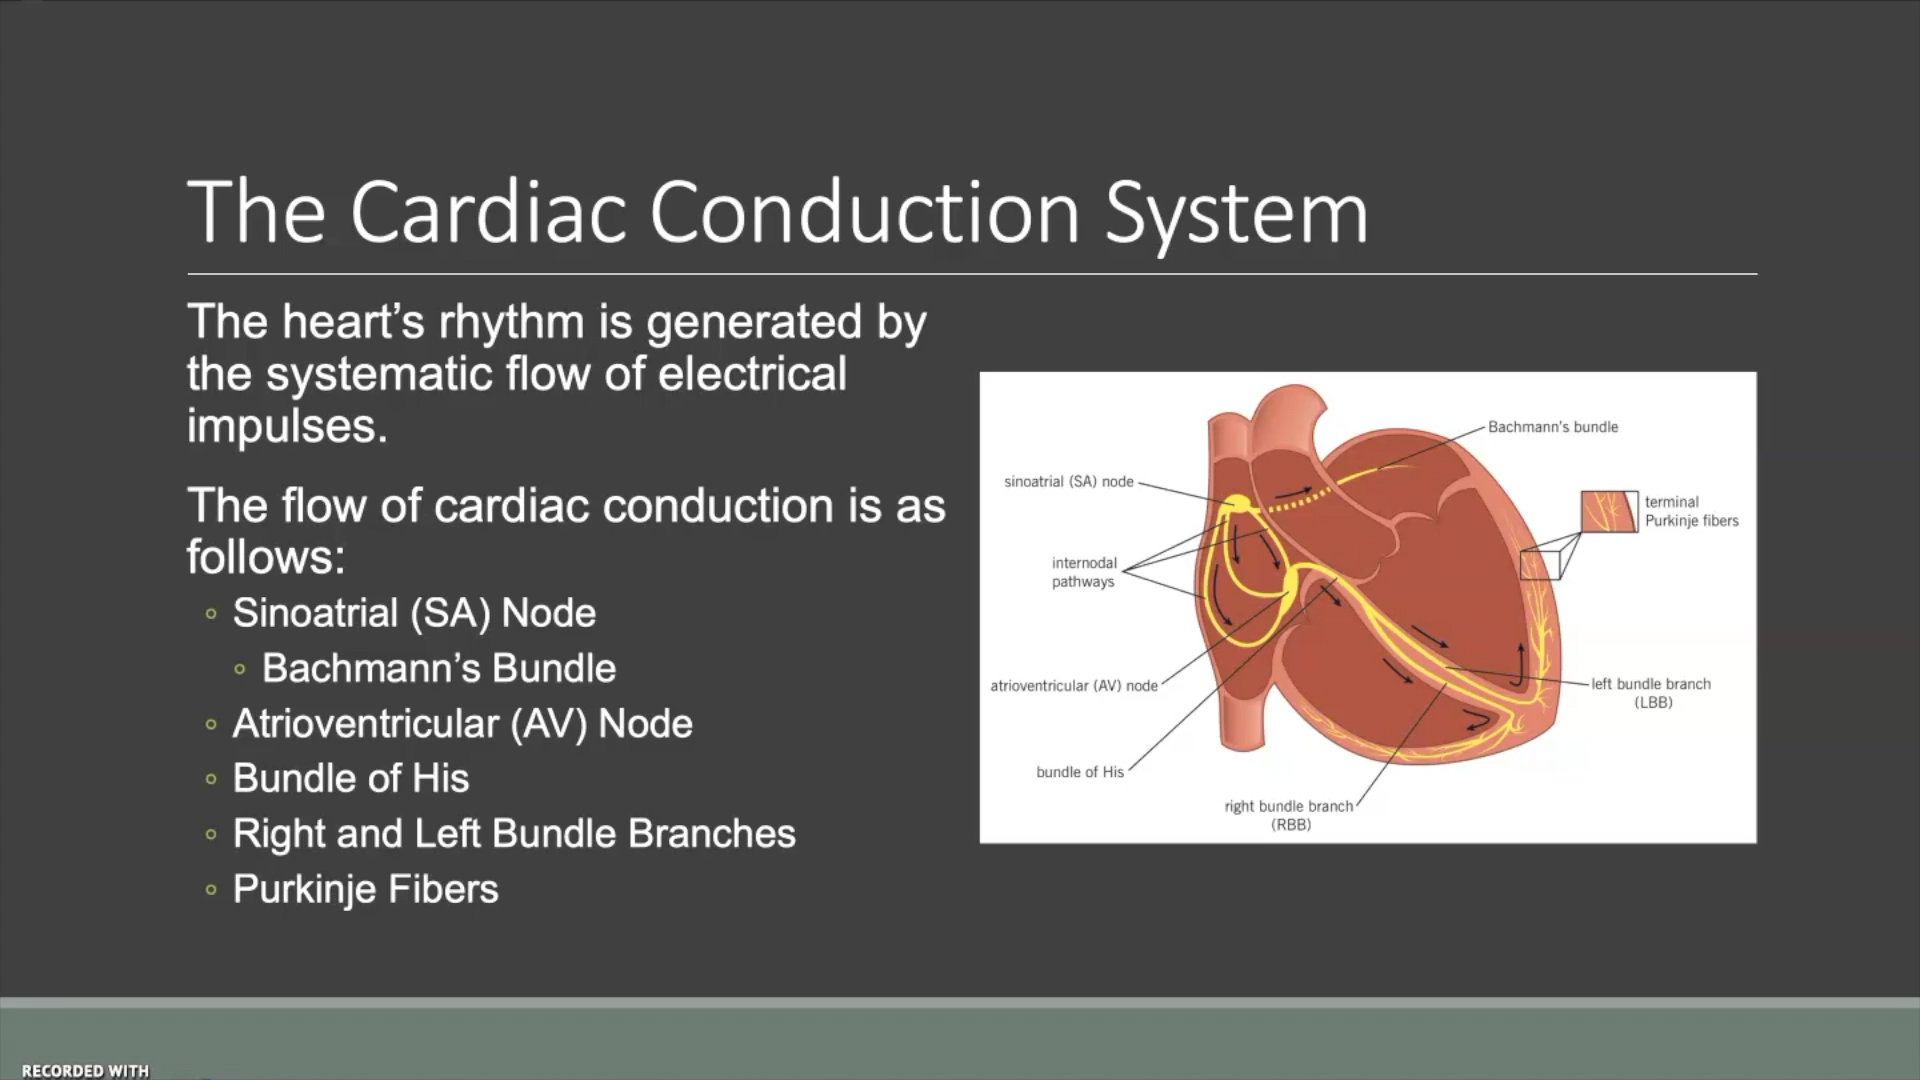 The Cardiac Conduction System
The heart’s rhythm is generated by
the systematic flow of electrical
impulses.
The flow of cardiac conduction is as
follows:
Sinoatrial (SA) Node
Bachmann’s Bundle
Atrioventricular (AV) Node
Bundle of His
Right and Left Bundle Branches
Purkinje Fibers
Bachmann’s bundle
sinoatrial (SA) node
terminal
Purkinje fibers
internodal
pathways
atrioventricular (AV) node
left bundle branch
(LBB)
bundle of His
right bundle branch
(RBB)
RECORDED WITH